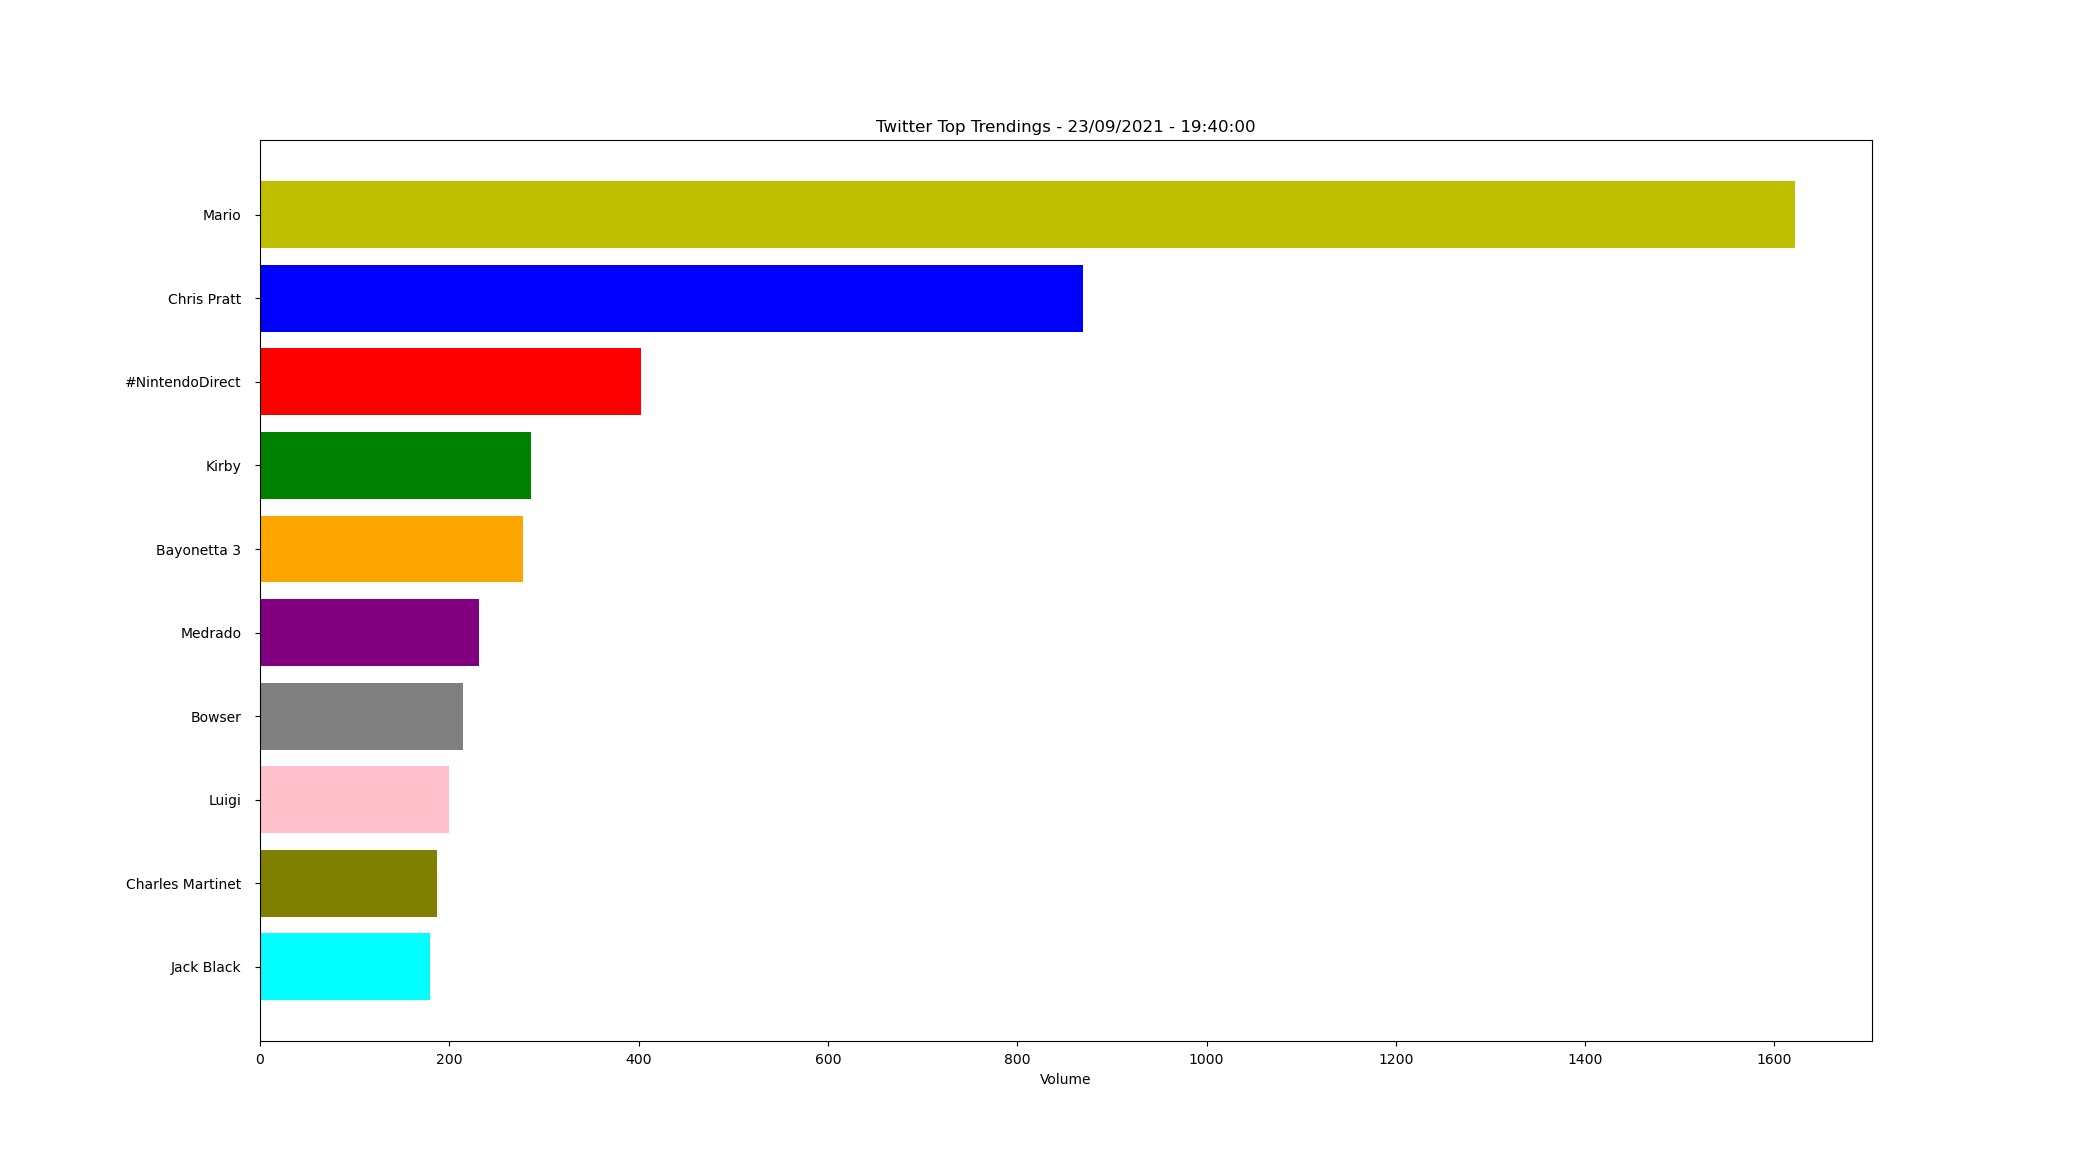 Twitter Top Trendings - 23/09/2021 - 19:40:00
Mario
Chris Pratt
#NintendoDirect
Kirby
Bayonetta 3
Medrado
Bowser
Luigi
Charles Martinet
Jack Black
0 200 400 600 800 1000 1200 1400 1600
Volume